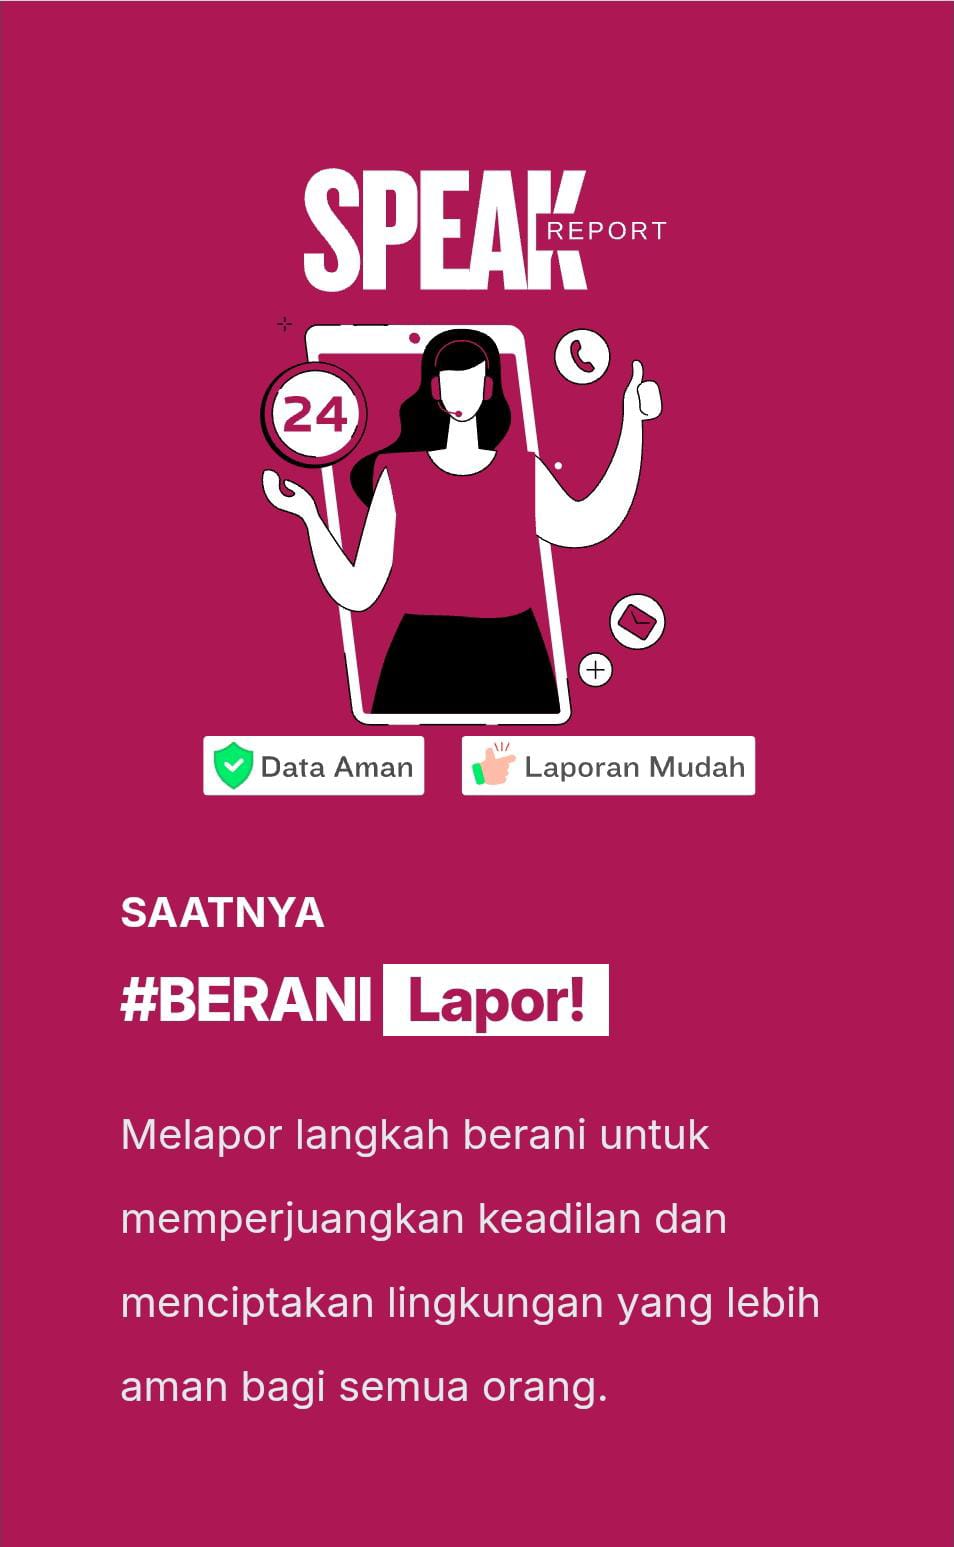 SPEAK
REPORT
24
Data Aman
Laporan Mudah
SAATNYA
#BERANI Lapor!
Melapor langkah berani untuk
memperjuangkan keadilan dan
menciptakan lingkungan yang lebih
aman bagi semua orang.